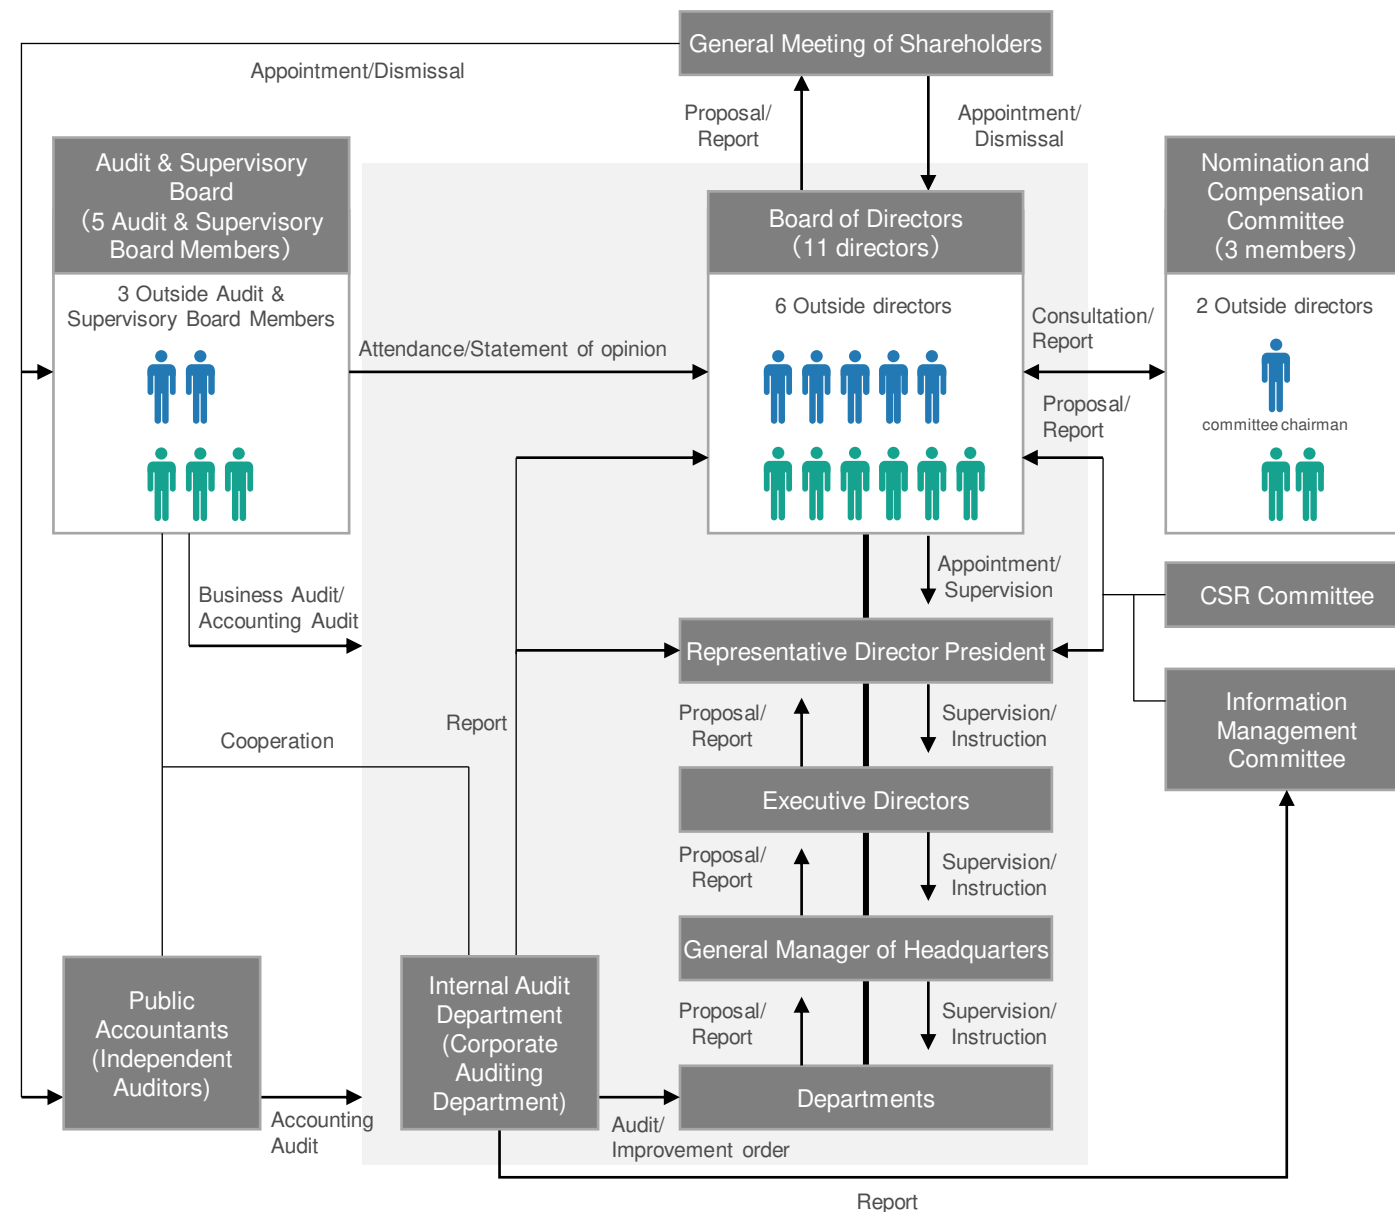 General Meeting of Shareholders
Appointment/Dismissal
Proposal/
Report
Appointment/
Dismissal
Audit & Supervisory
Board
（5 Audit & Supervisory
Board Members）
3 Outside Audit &
Supervisory Board Members
Board of Directors
（11 directors）
6 Outside directors
Nomination and
Compensation
Committee
（3 members）
2 Outside directors
committee chairman
Attendance/Statement of opinion
Consultation/
Report
Proposal/
Report
Business Audit/
Accounting Audit
Appointment/
Supervision
CSR Committee
Representative Director President
Information
Management
Committee
Cooperation
Report
Proposal/
Report
Supervision/
Instruction
Executive Directors
Proposal/
Report
Supervision/
Instruction
General Manager of Headquarters
Public
Accountants
(Independent
Auditors)
Internal Audit
Department
(Corporate
Auditing
Department)
Proposal/
Report
Supervision/
Instruction
Departments
Accounting
Audit
Audit/
Improvement order
Report